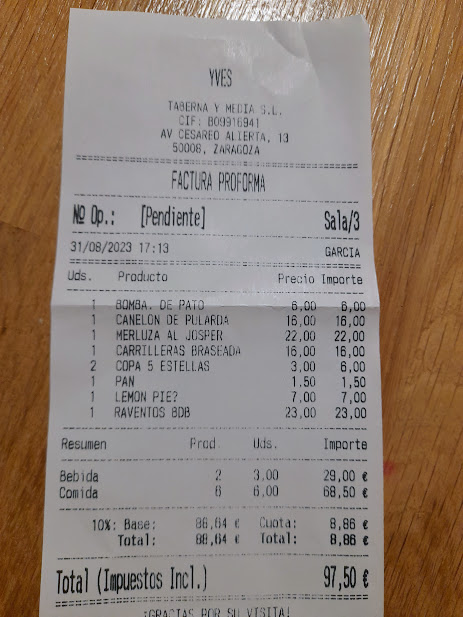 YVES
TABERNA Y MEDIA S.L.
CIF: B09916941
AV CESAREO ALIERTA, 13
50008, ZARAGOZA
FACTURA PROFORMA
Nº Op.: [Pendiente] Sala/3
31/08/2023 17:13 GARCIA
Uds. Producto Precio Importe
1 BOMBA. DE PATO 6,00 6,00
1 CANELON DE PULARDA 16,00 16,00
1 MERLUZA AL JOSPER 22,00 22,00
1 CARRILLERAS BRASEADA 16,00 16,00
2 COPA 5 ESTELLAS 3,00 6,00
1 PAN 1.50 1,50
1 LEMON PIE? 7,00 7,00
1 RAVENTOS BDB 23,00 23,00
Resumen Prod. Uds. Importe
Bebida 2 3,00 29,00 €
Comida 6 6,00 68,50 €
10%: Base: 88,64 € Cuota: 8,86 €
Total: 88,64 € Total: 8,86 €
Total (Impuestos Incl.) 97,50 €
¡GRACIAS POR SU VISITA!